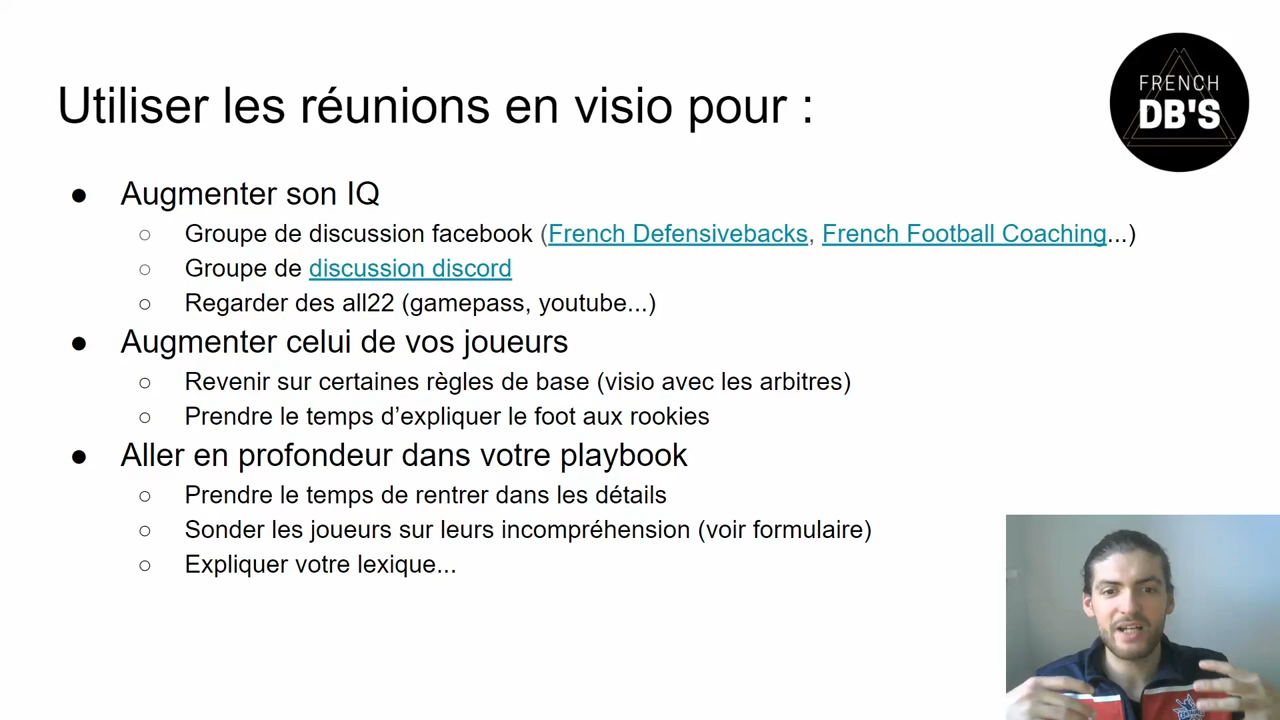 Utiliser les réunions en visio pour :
FRENCH
DB'S
● Augmenter son IQ
○ Groupe de discussion facebook (French Defensivebacks, French Football Coaching...)
○ Groupe de discussion discord
○ Regarder des all22 (gamepass, youtube...)
● Augmenter celui de vos joueurs
○ Revenir sur certaines règles de base (visio avec les arbitres)
○ Prendre le temps d’expliquer le foot aux rookies
● Aller en profondeur dans votre playbook
○ Prendre le temps de rentrer dans les détails
○ Sonder les joueurs sur leurs incompréhension (voir formulaire)
○ Expliquer votre lexique...